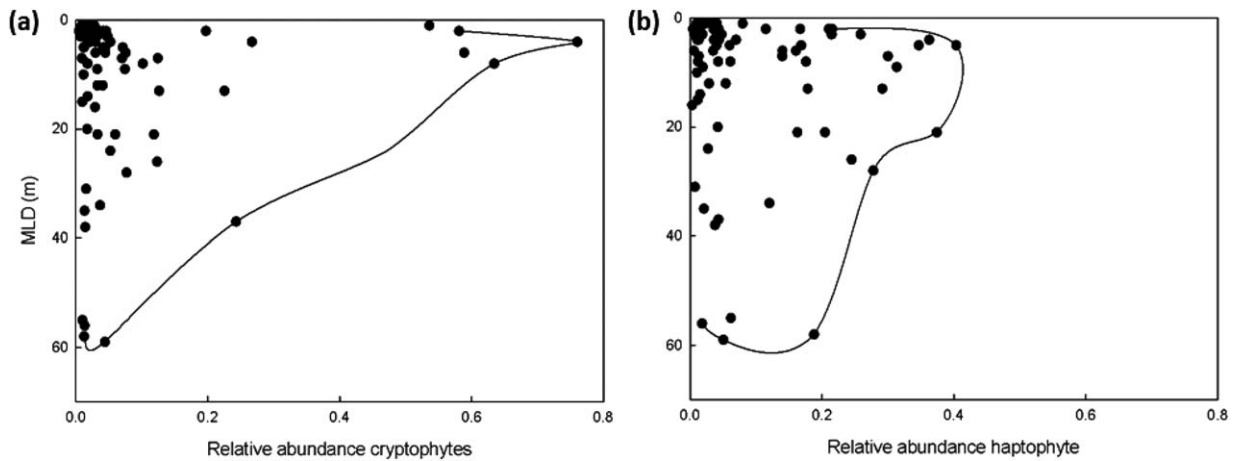 (a)
0
20
40
60
MLD (m)
0.0 0.2 0.4 0.6 0.8
Relative abundance cryptophytes
(b)
0
20
40
60
MLD (m)
0.0 0.2 0.4 0.6 0.8
Relative abundance haptophyte